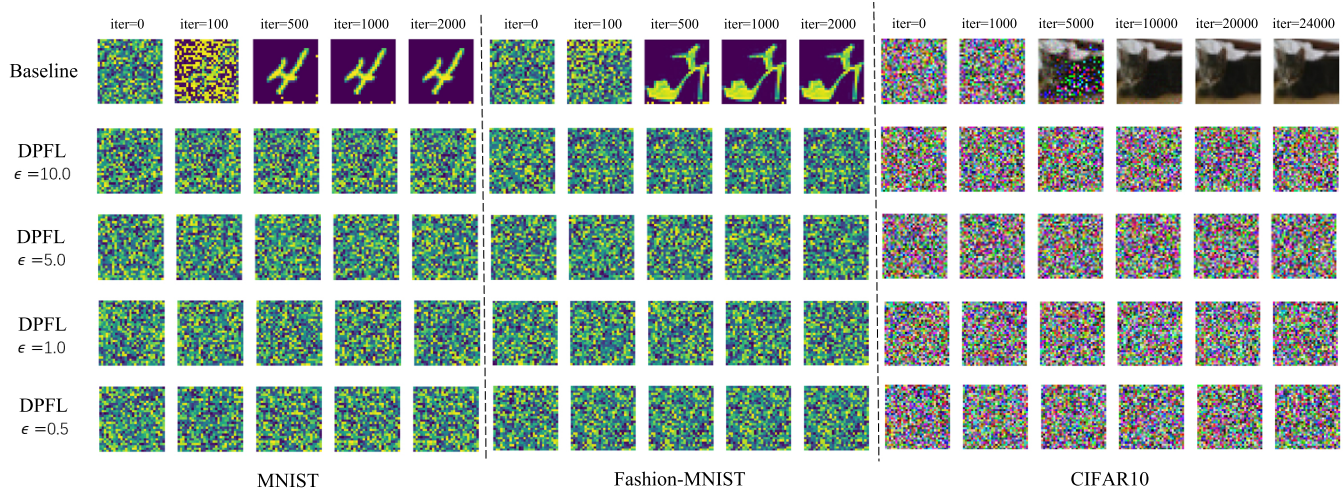 iter=0 iter=100 iter=500 iter=1000 iter=2000 iter=0 iter=100 iter=500 iter=1000 iter=2000 iter=0 iter=1000 iter=5000 iter=10000 iter=20000 iter=24000
Baseline
DPFL
ϵ =10.0
DPFL
ϵ =5.0
DPFL
ϵ =1.0
DPFL
ϵ =0.5
MNIST Fashion-MNIST CIFAR10